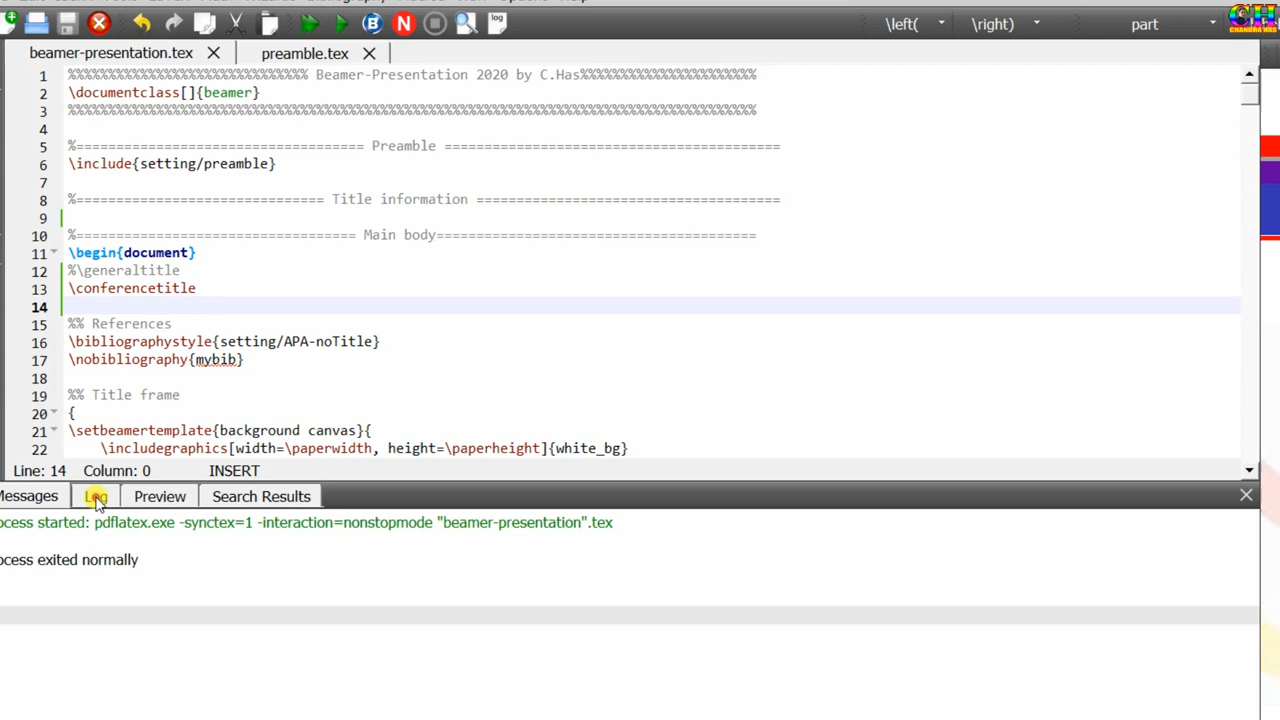 log
\left(
\right)
part
CH
CHANDRA HAS
beamer-presentation.tex
preamble.tex
1 %%%%%%%%%%%%%%%%%%%%%%%%%%%%%% Beamer-Presentation 2020 by C.Has%%%%%%%%%%%%%%%%%%%%%%
2 \documentclass[]{beamer}
3 %%%%%%%%%%%%%%%%%%%%%%%%%%%%%%%%%%%%%%%%%%%%%%%%%%%%%%%%%%%%%%%%%%%%%%%%%%%%%%%%%%%%%%%%
4
5 %==================================== Preamble ==========================================
6 \include{setting/preamble}
7
8 %=============================== Title information ======================================
9
10 %=================================== Main body========================================
11 \begin{document}
12 %\generaltitle
13 \conferencetitle
14
15 %% References
16 \bibliographystyle{setting/APA-noTitle}
17 \nobibliography{mybib}
18
19 %% Title frame
20 {
21 \setbeamertemplate{background canvas}{
22 \includegraphics[width=\paperwidth, height=\paperheight]{white_bg}
Line: 14 Column: 0 INSERT
Messages Log Preview Search Results
ocess started: pdflatex.exe -synctex=1 -interaction=nonstopmode "beamer-presentation".tex
ocess exited normally